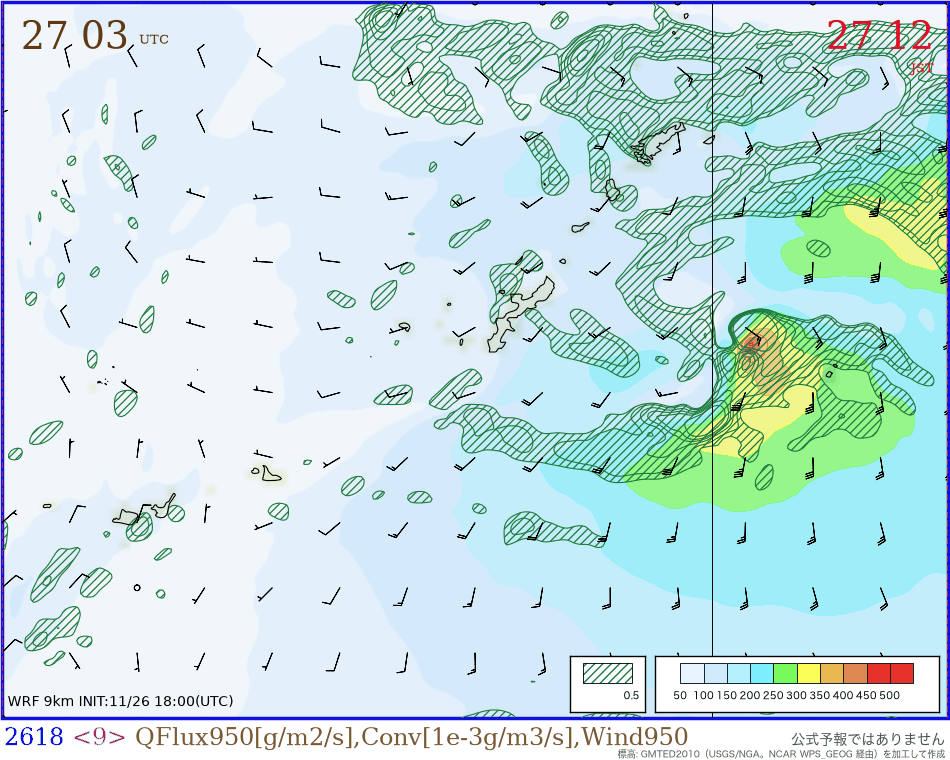 27 03 UTC
27 12
JST
WRF 9km INIT:11/26 18:00(UTC)
0.5
50 100 150 200 250 300 350 400 450 500
2618 <9> QFlux950[g/m2/s],Conv[1e-3g/m3/s],Wind950
公式予報ではありません
標高: GMTED2010（USGS/NGA。NCAR WPS_GEOG 経由）を加工して作成